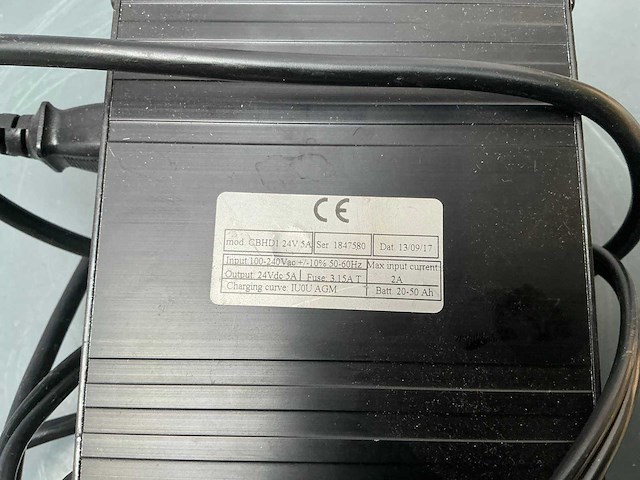 CE
mod. CBHD1 24V 5A Ser. 1847580 Dat. 13/09/17
Input 100-240Vac +/-10% 50-60Hz Max input current
Output: 24Vdc 5A Fuse: 3,15A T 2A
Charging curve: IU0U AGM Batt. 20-50 Ah